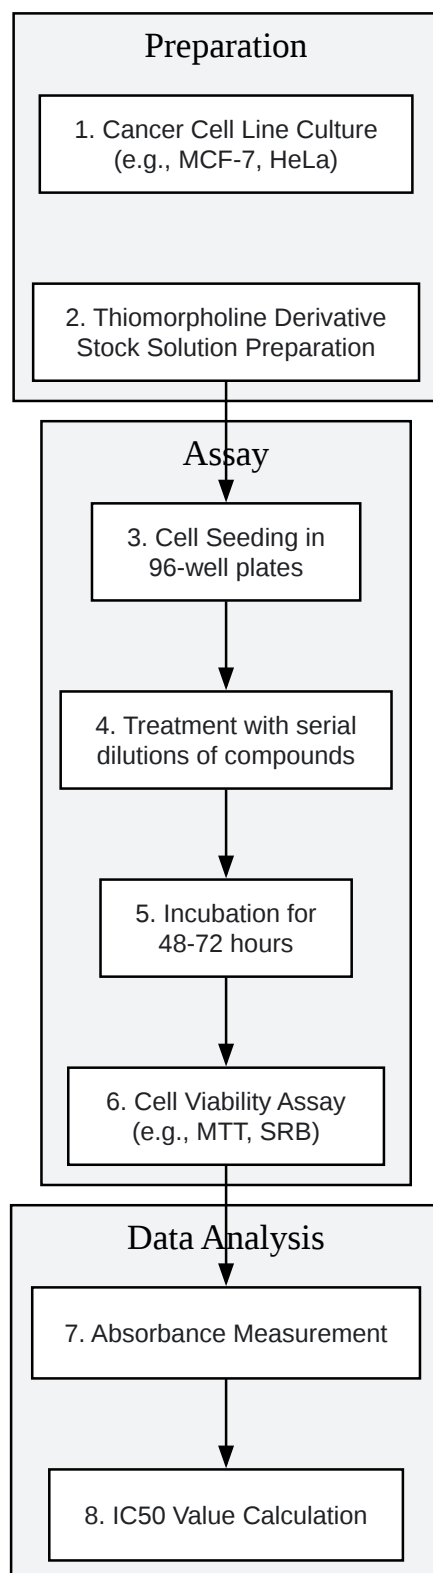 Preparation
1. Cancer Cell Line Culture
(e.g., MCF-7, HeLa)
2. Thiomorpholine Derivative
Stock Solution Preparation
Assay
3. Cell Seeding in
96-well plates
4. Treatment with serial
dilutions of compounds
5. Incubation for
48-72 hours
6. Cell Viability Assay
(e.g., MTT, SRB)
Data Analysis
7. Absorbance Measurement
8. IC50 Value Calculation